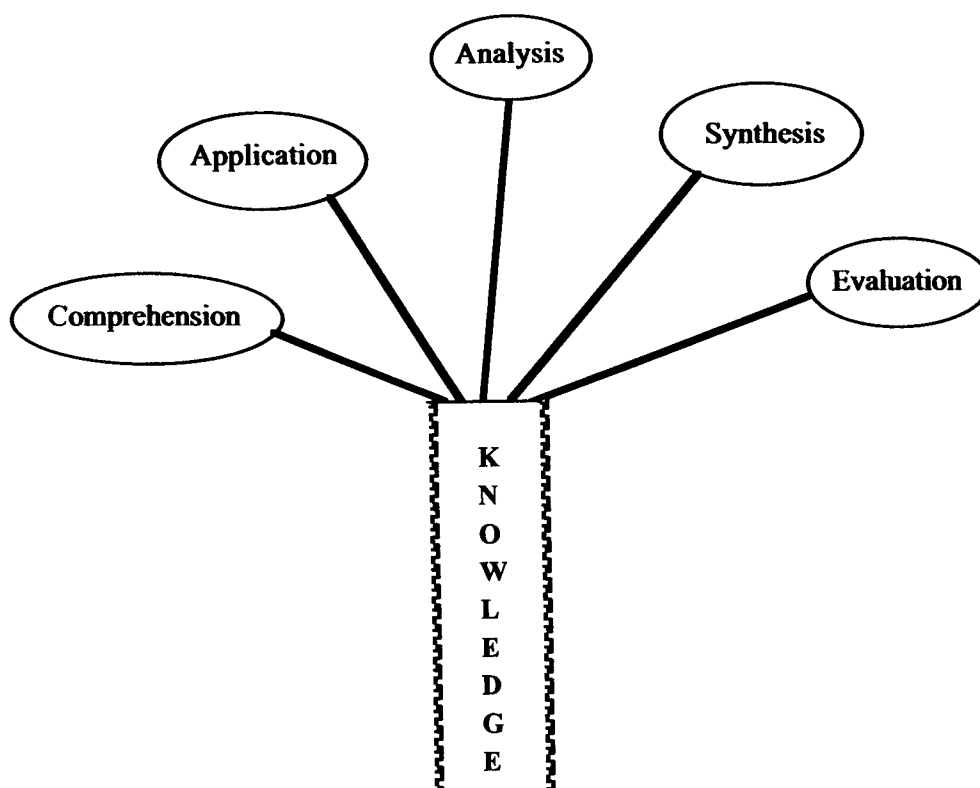 Analysis
Application
Synthesis
Comprehension
Evaluation
K
N
O
W
L
E
D
G
E